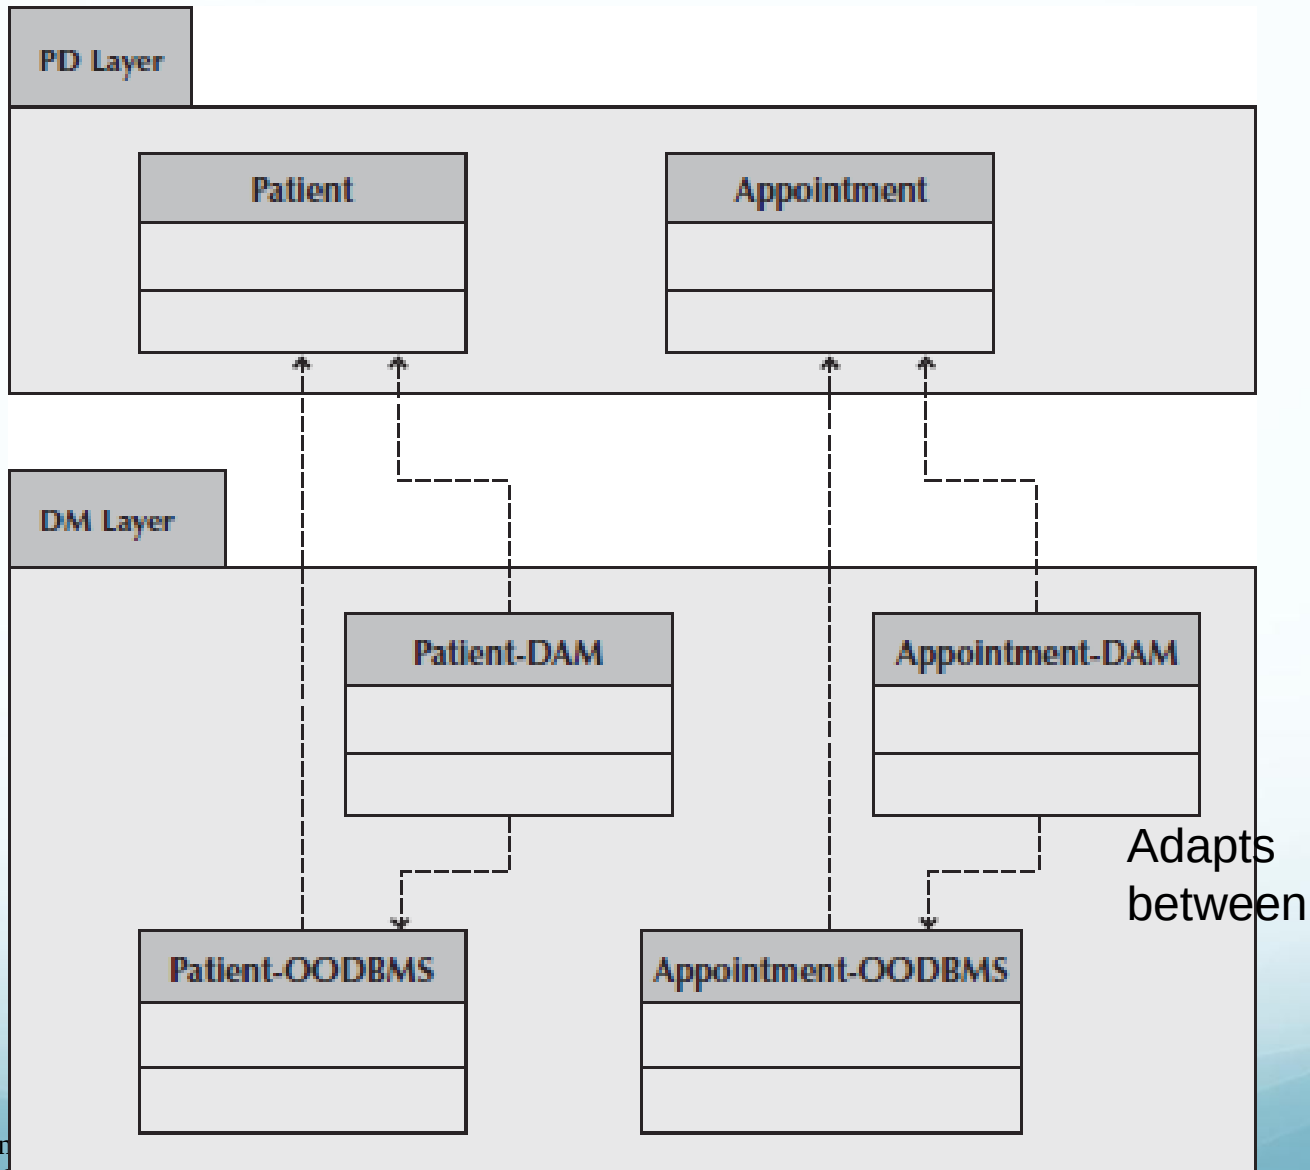 PD Layer
Patient
Appointment
DM Layer
Patient-DAM
Appointment-DAM
Adapts
between
Patient-OODBMS
Appointment-OODBMS